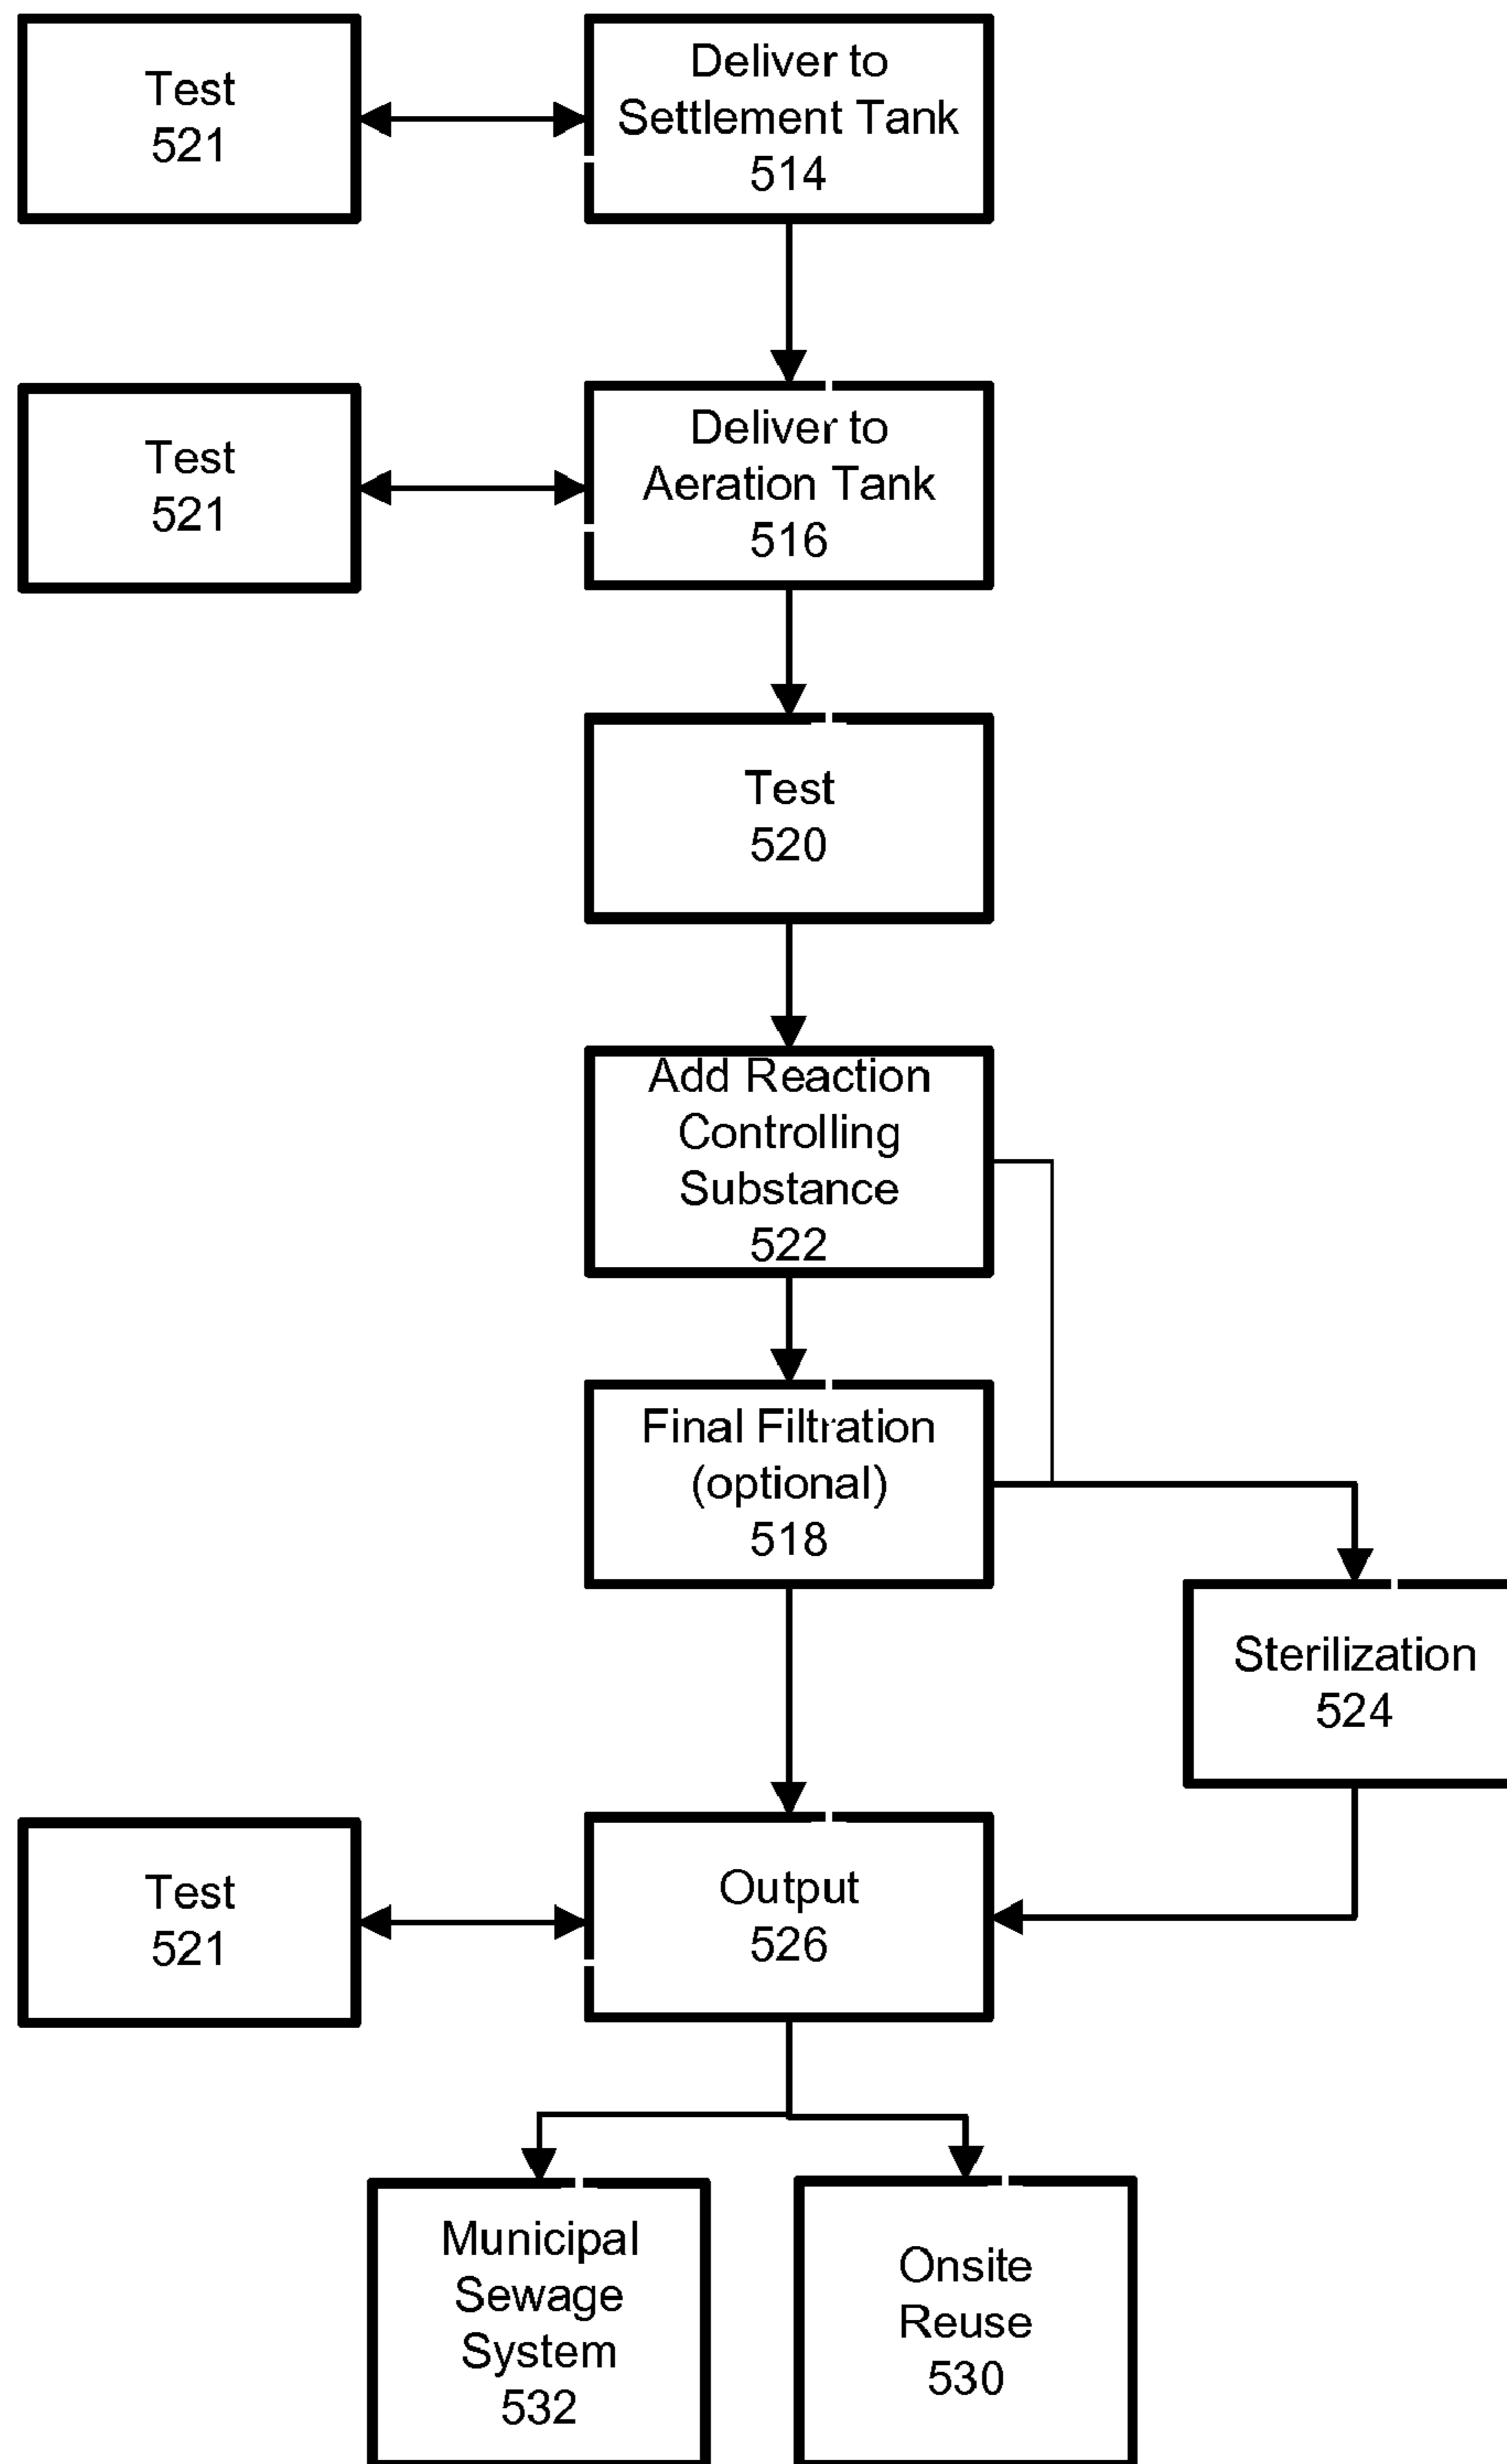 Test
521
Deliver to
Settlement Tank
514
Test
521
Deliver to
Aeration Tank
516
Test
520
Add Reaction
Controlling
Substance
522
Final Filtration
(optional)
518
Sterilization
524
Test
521
Output
526
Municipal
Sewage
System
532
Onsite
Reuse
530